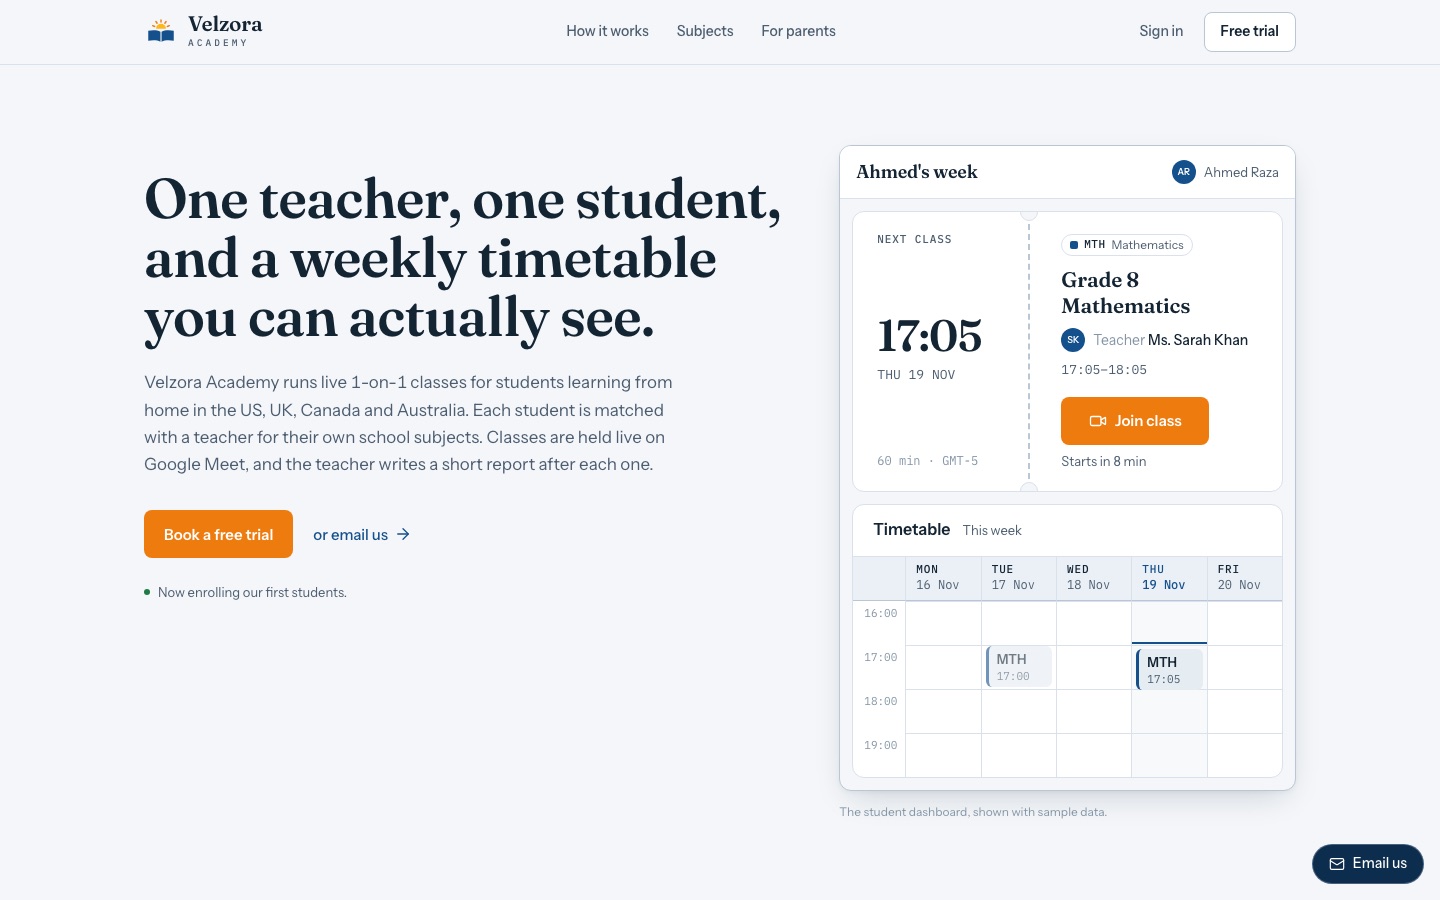 Velzora
ACADEMY
How it works
Subjects
For parents
Sign in
Free trial
One teacher, one student,
and a weekly timetable
you can actually see.
Velzora Academy runs live 1-on-1 classes for students learning from
home in the US, UK, Canada and Australia. Each student is matched
with a teacher for their own school subjects. Classes are held live on
Google Meet, and the teacher writes a short report after each one.
Book a free trial
or email us
Now enrolling our first students.
Ahmed's week
AR Ahmed Raza
NEXT CLASS
17:05
THU 19 NOV
60 min · GMT-5
MTH Mathematics
Grade 8
Mathematics
SK Teacher Ms. Sarah Khan
17:05–18:05
Join class
Starts in 8 min
Timetable This week
MON TUE WED THU FRI
16 Nov 17 Nov 18 Nov 19 Nov 20 Nov
16:00
17:00
MTH
17:00
MTH
17:05
18:00
19:00
The student dashboard, shown with sample data.
Email us